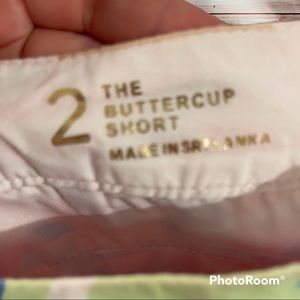 2
THE
BUTTERCUP
SHORT
MADE IN SRI LANKA
PhotoRoom